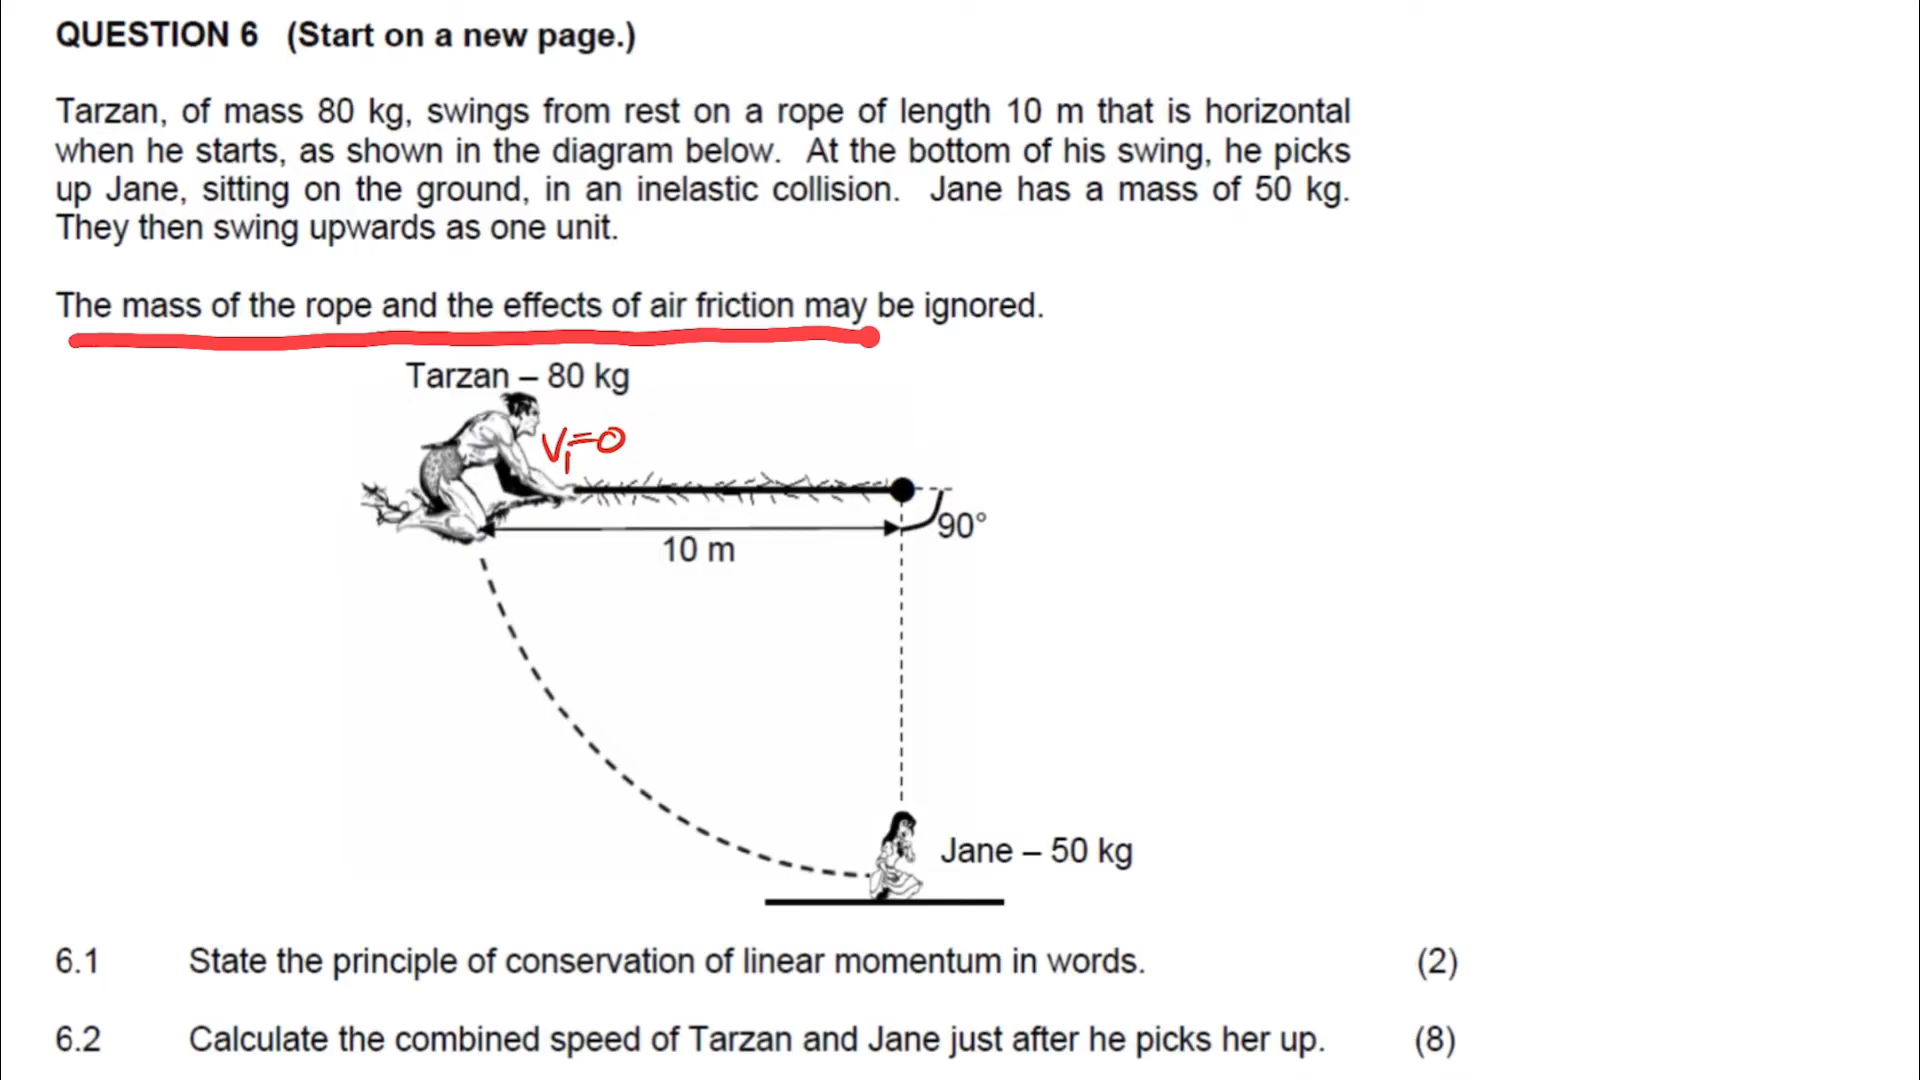 QUESTION 6 (Start on a new page.)
Tarzan, of mass 80 kg, swings from rest on a rope of length 10 m that is horizontal
when he starts, as shown in the diagram below. At the bottom of his swing, he picks
up Jane, sitting on the ground, in an inelastic collision. Jane has a mass of 50 kg.
They then swing upwards as one unit.
The mass of the rope and the effects of air friction may be ignored.
Tarzan – 80 kg
Vᵢ=0
90°
10 m
Jane – 50 kg
6.1 State the principle of conservation of linear momentum in words. (2)
6.2 Calculate the combined speed of Tarzan and Jane just after he picks her up. (8)